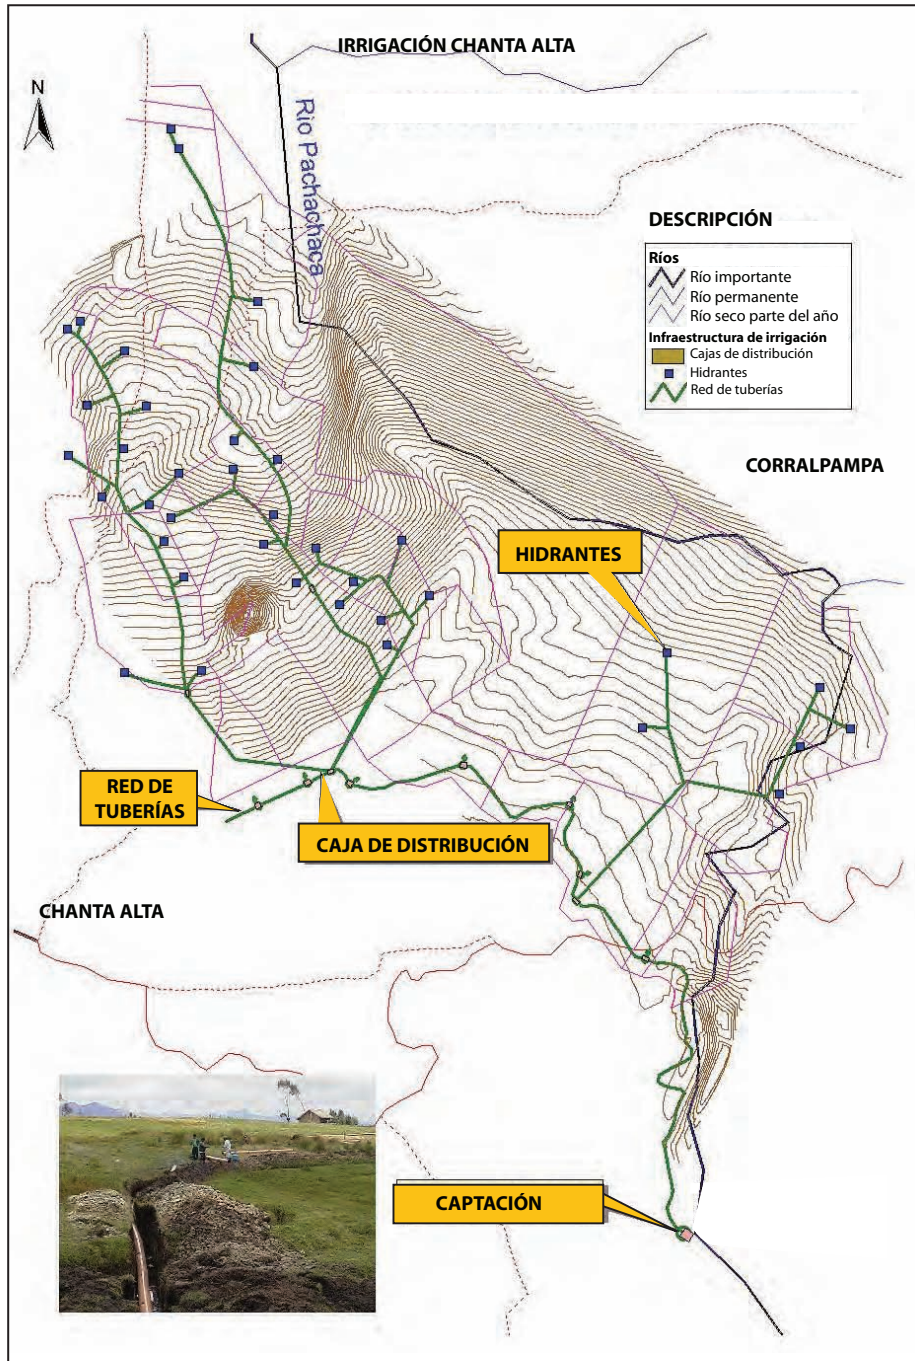 IRRIGACIÓN CHANTA ALTA
N
Rio Pachachaca
DESCRIPCIÓN
Ríos
Río importante
Río permanente
Río seco parte del año
Infraestructura de irrigación
Cajas de distribución
Hidrantes
Red de tuberías
CORRALPAMPA
HIDRANTES
RED DE
TUBERÍAS
CAJA DE DISTRIBUCIÓN
CHANTA ALTA
CAPTACIÓN